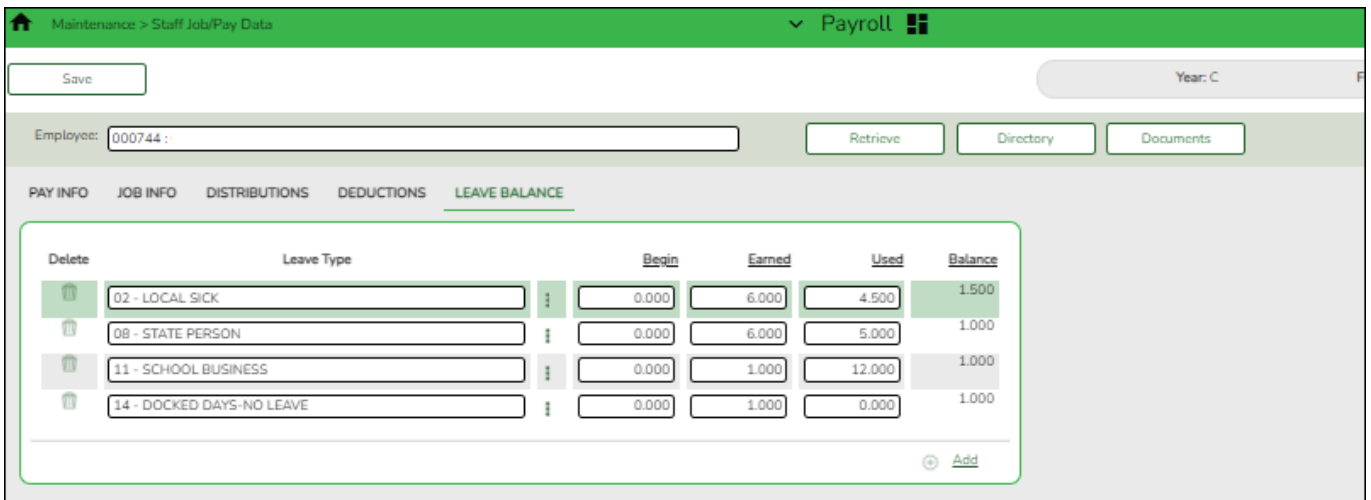 Maintenance > Staff Job/Pay Data Payroll
Save Year: C F
Employee: 000744 : Retrieve Directory Documents
PAY INFO JOB INFO DISTRIBUTIONS DEDUCTIONS LEAVE BALANCE
Delete Leave Type Begin Earned Used Balance
02 - LOCAL SICK 0.000 6.000 4.500 1.500
08 - STATE PERSON 0.000 6.000 5.000 1.000
11 - SCHOOL BUSINESS 0.000 1.000 12.000 1.000
14 - DOCKED DAYS-NO LEAVE 0.000 1.000 0.000 1.000
Add